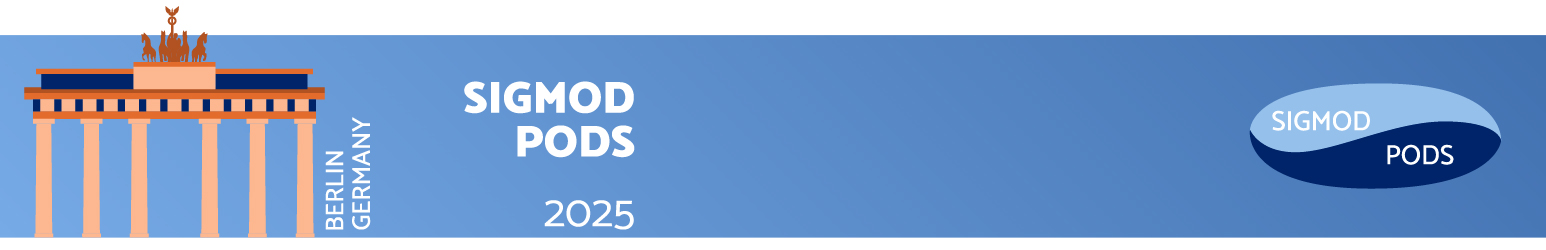 BERLIN
GERMANY
SIGMOD
PODS
2025
SIGMOD
PODS